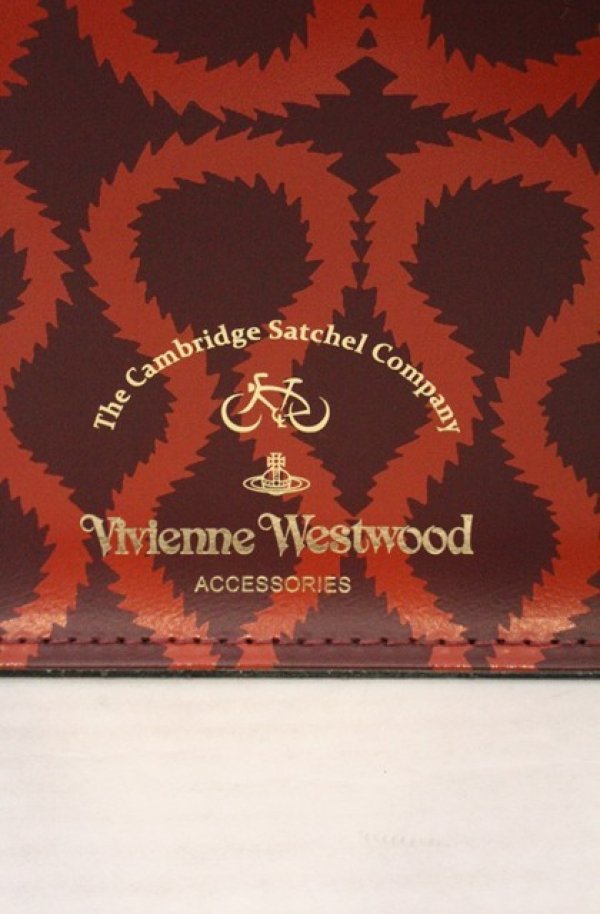 The Cambridge Satchel Company
Vivienne Westwood
ACCESSORIES